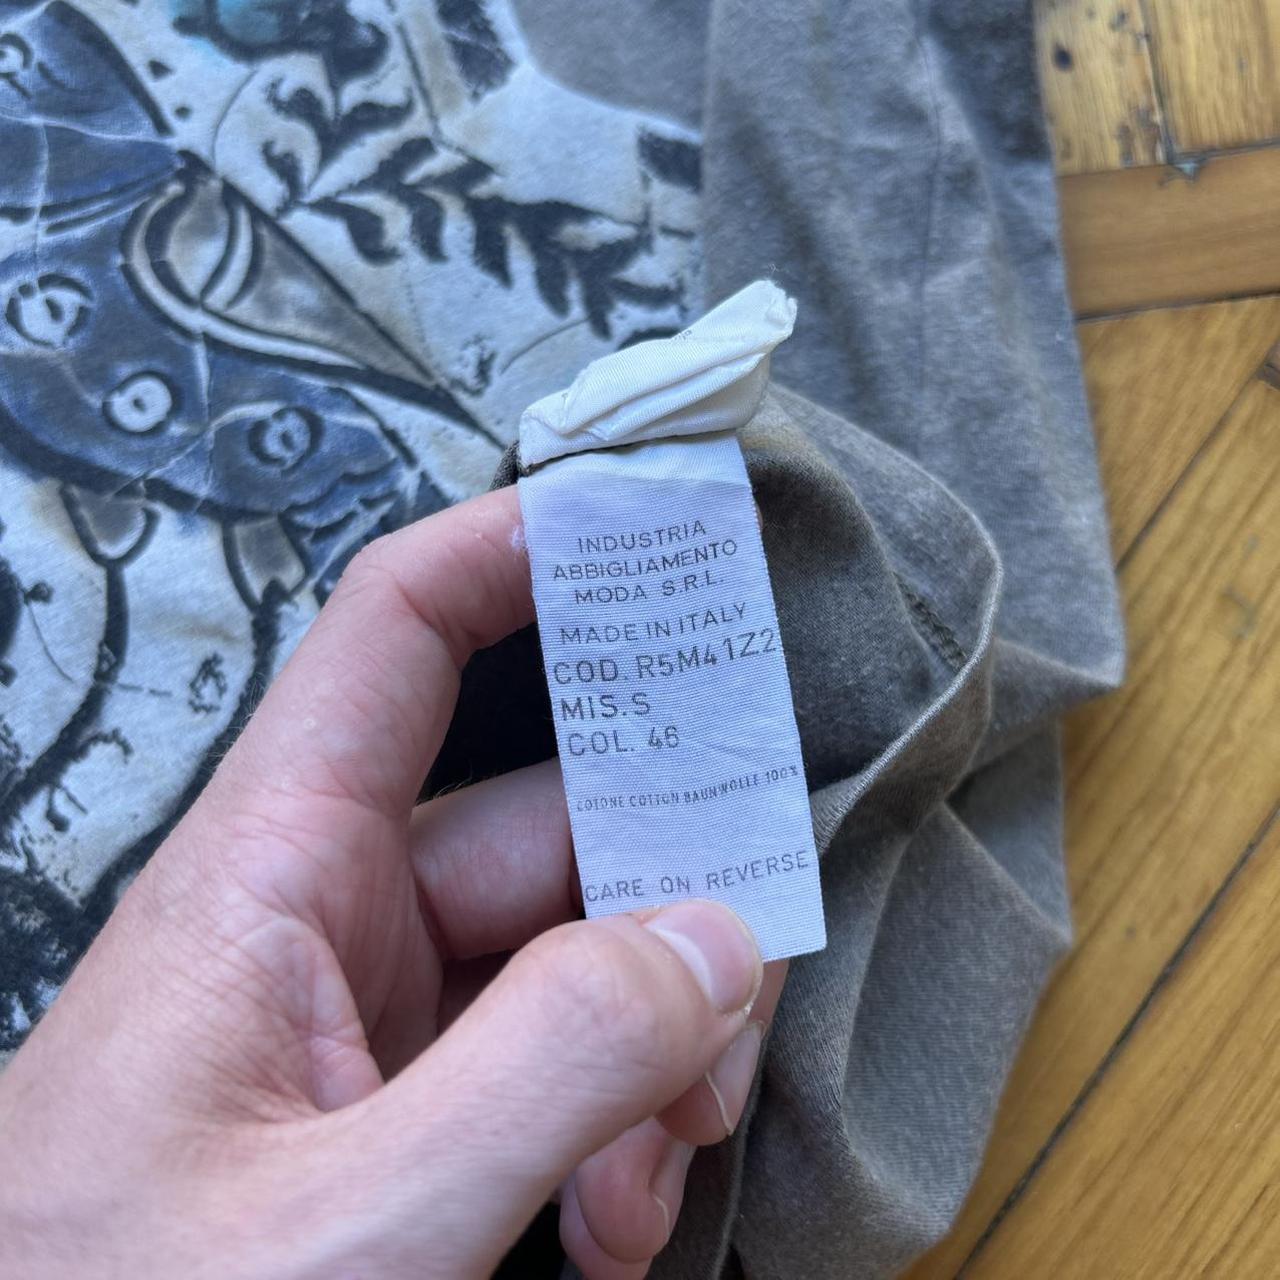 INDUSTRIA
ABBIGLIAMENTO
MODA S.R.L.
MADE IN ITALY
COD. R5M41Z2
MIS.S
COL. 46
COTONE COTTON BAUMWOLLE 100%
CARE ON REVERSE